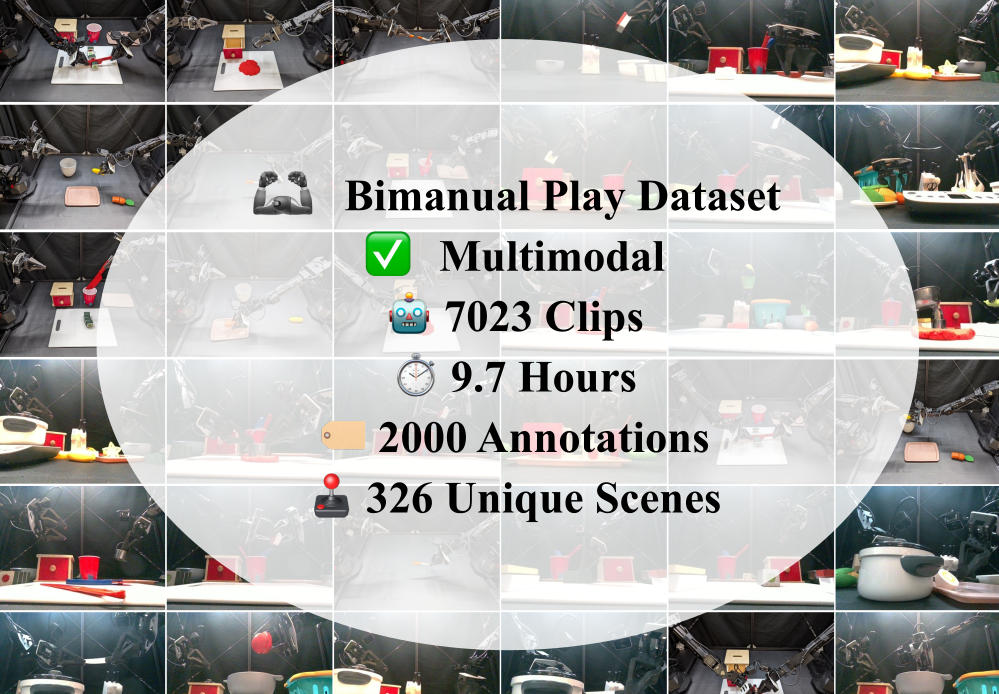 Bimanual Play Dataset
Multimodal
7023 Clips
9.7 Hours
2000 Annotations
326 Unique Scenes